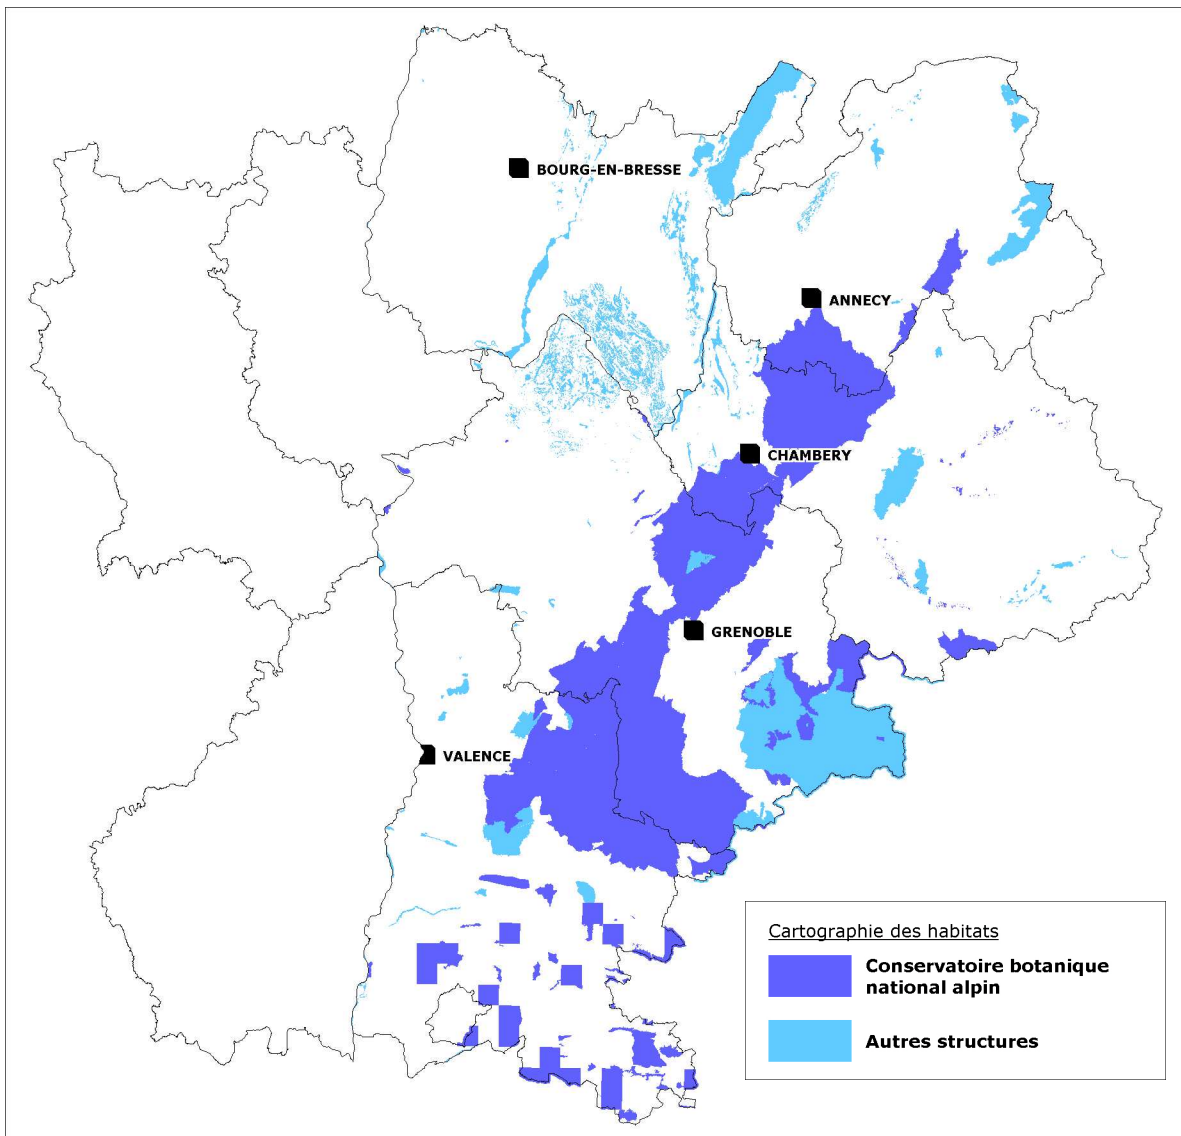 BOURG-EN-BRESSE
ANNECY
CHAMBERY
GRENOBLE
VALENCE
Cartographie des habitats
Conservatoire botanique
national alpin
Autres structures